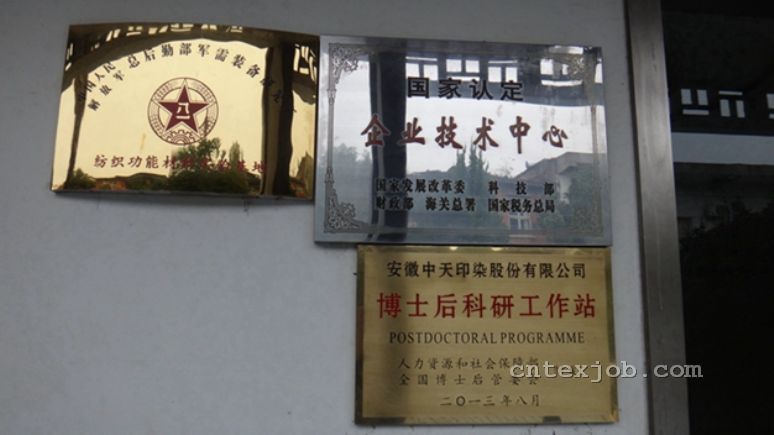 中国人民
解放军
总后勤部军需装备
八一
纺织功能材料
基地
国家认定
企业技术中心
国家发展改革委 科技部
财政部 海关总署 国家税务总局
安徽中天印染股份有限公司
博士后科研工作站
POSTDOCTORAL PROGRAMME
人力资源和社会保障部
全国博士后管委会
二〇一三年八月
cntexjob.com